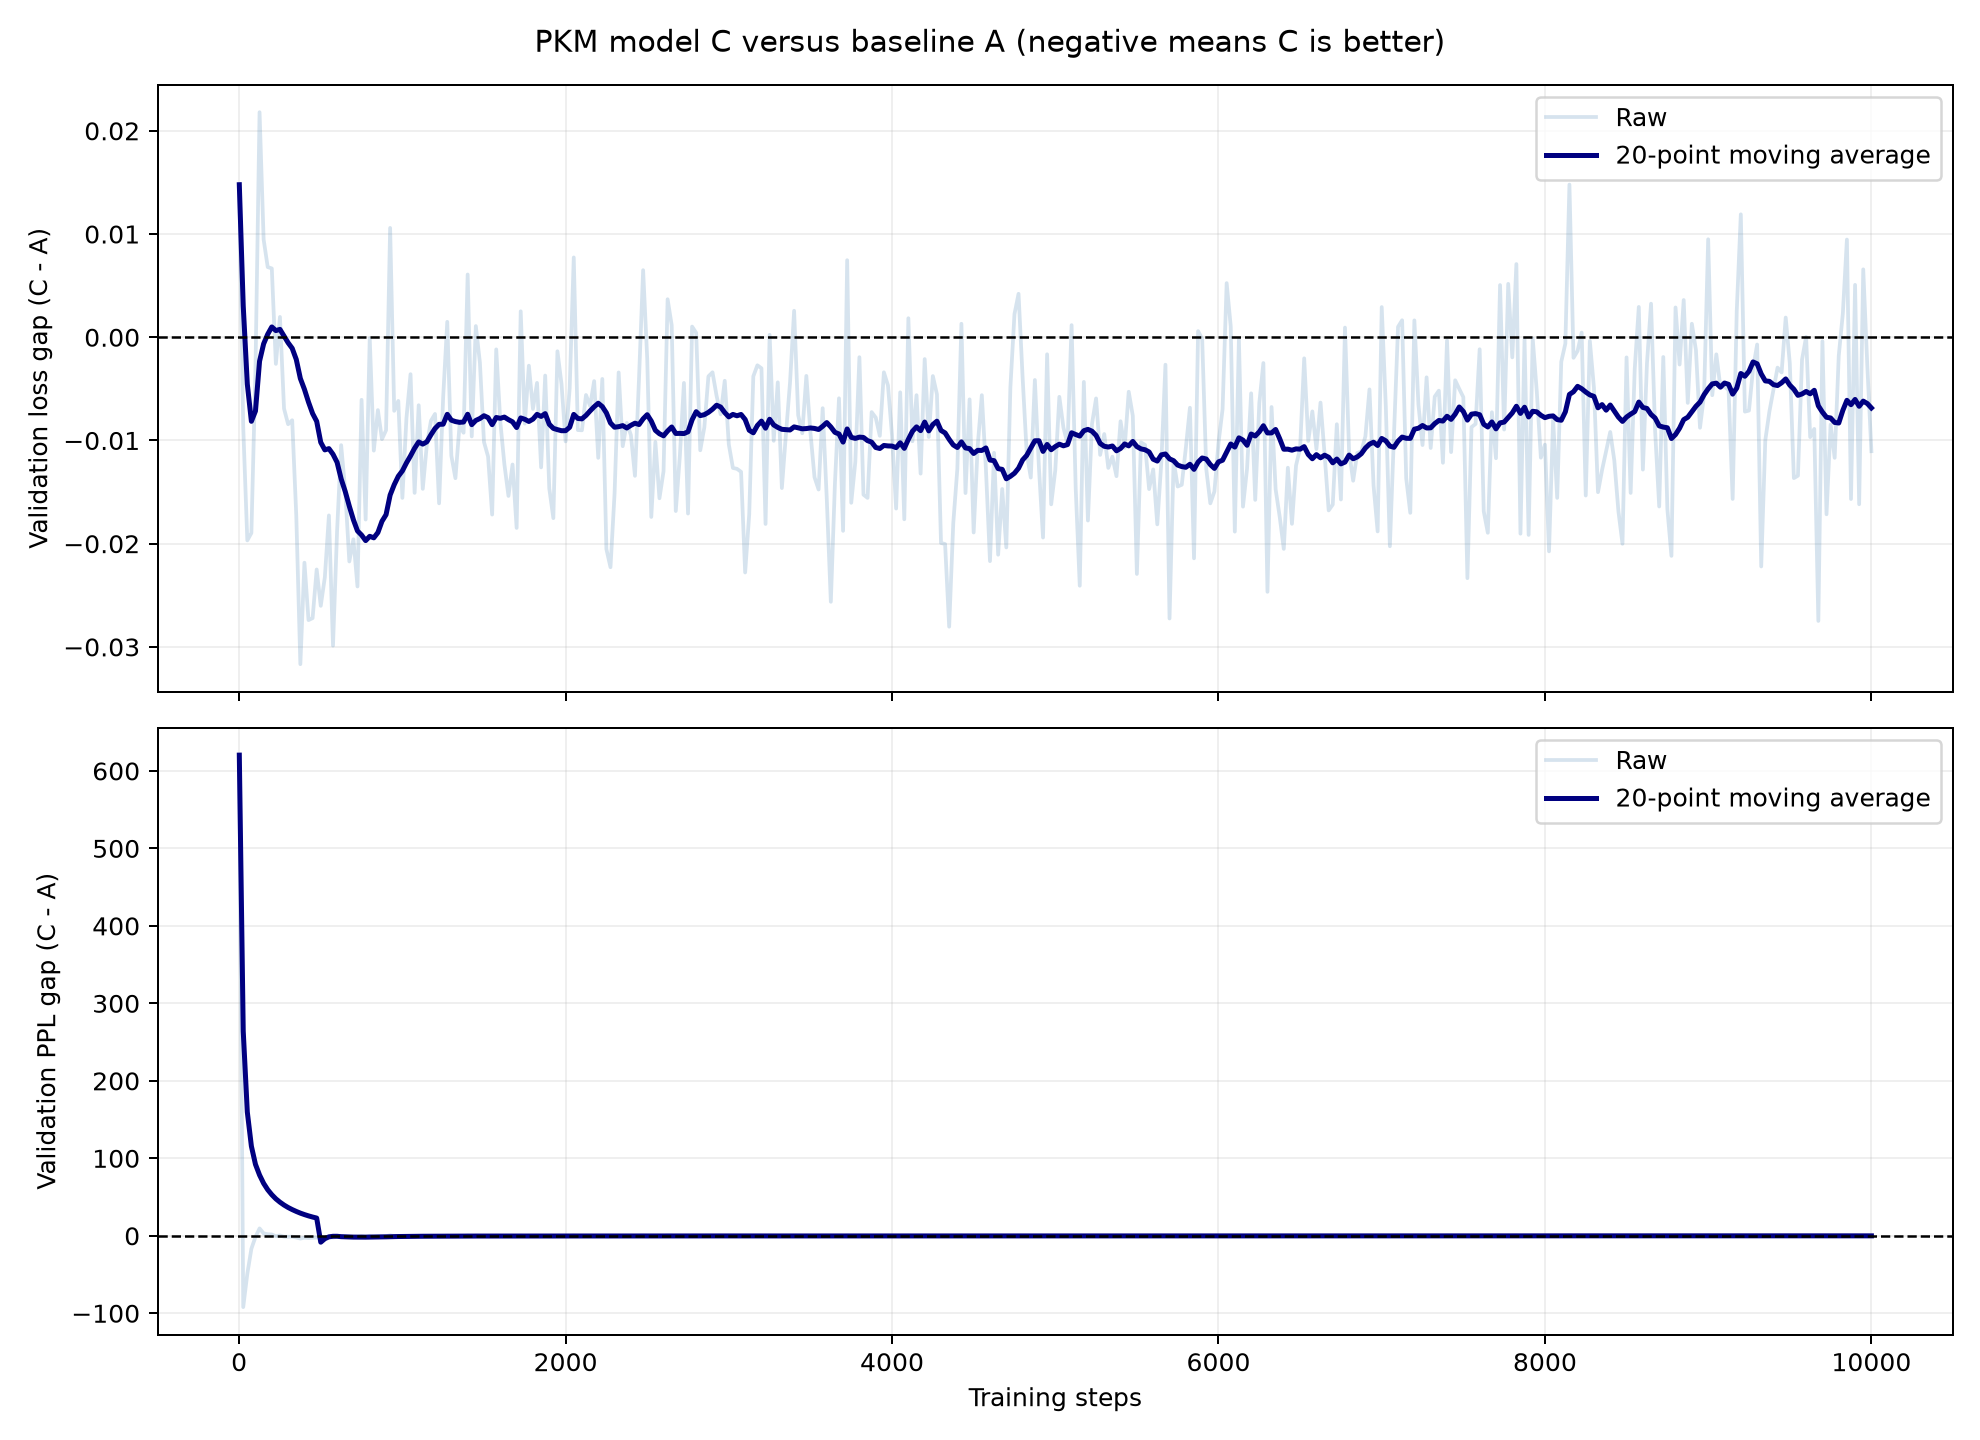 PKM model C versus baseline A (negative means C is better)
Validation loss gap (C - A)
0.02
0.01
0.00
−0.01
−0.02
−0.03
Raw
20-point moving average
Validation PPL gap (C - A)
600
500
400
300
200
100
0
−100
Raw
20-point moving average
0 2000 4000 6000 8000 10000
Training steps